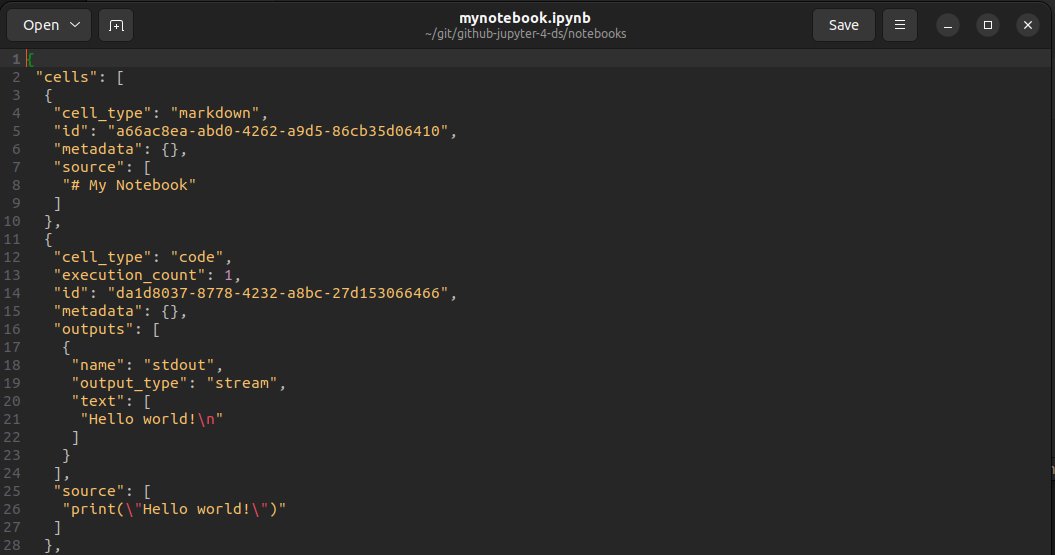 Open
mynotebook.ipynb
~/git/github-jupyter-4-ds/notebooks
Save
1 {
2  "cells": [
3   {
4    "cell_type": "markdown",
5    "id": "a66ac8ea-abd0-4262-a9d5-86cb35d06410",
6    "metadata": {},
7    "source": [
8     "# My Notebook"
9    ]
10   },
11   {
12    "cell_type": "code",
13    "execution_count": 1,
14    "id": "da1d8037-8778-4232-a8bc-27d153066466",
15    "metadata": {},
16    "outputs": [
17     {
18      "name": "stdout",
19      "output_type": "stream",
20      "text": [
21       "Hello world!\n"
22      ]
23     }
24    ],
25    "source": [
26     "print(\"Hello world!\")"
27    ]
28   },